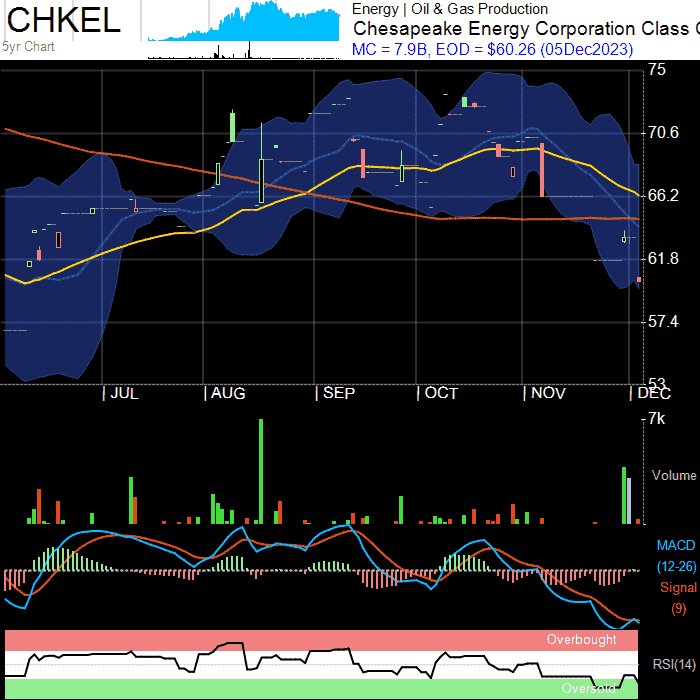 CHKEL
5yr Chart
Energy | Oil & Gas Production
Chesapeake Energy Corporation Class
MC = 7.9B, EOD = $60.26 (05Dec2023)
75
70.6
66.2
61.8
57.4
53
JUL
AUG
SEP
OCT
NOV
DEC
7k
Volume
MACD
(12-26)
Signal
(9)
Overbought
RSI(14)
Oversold